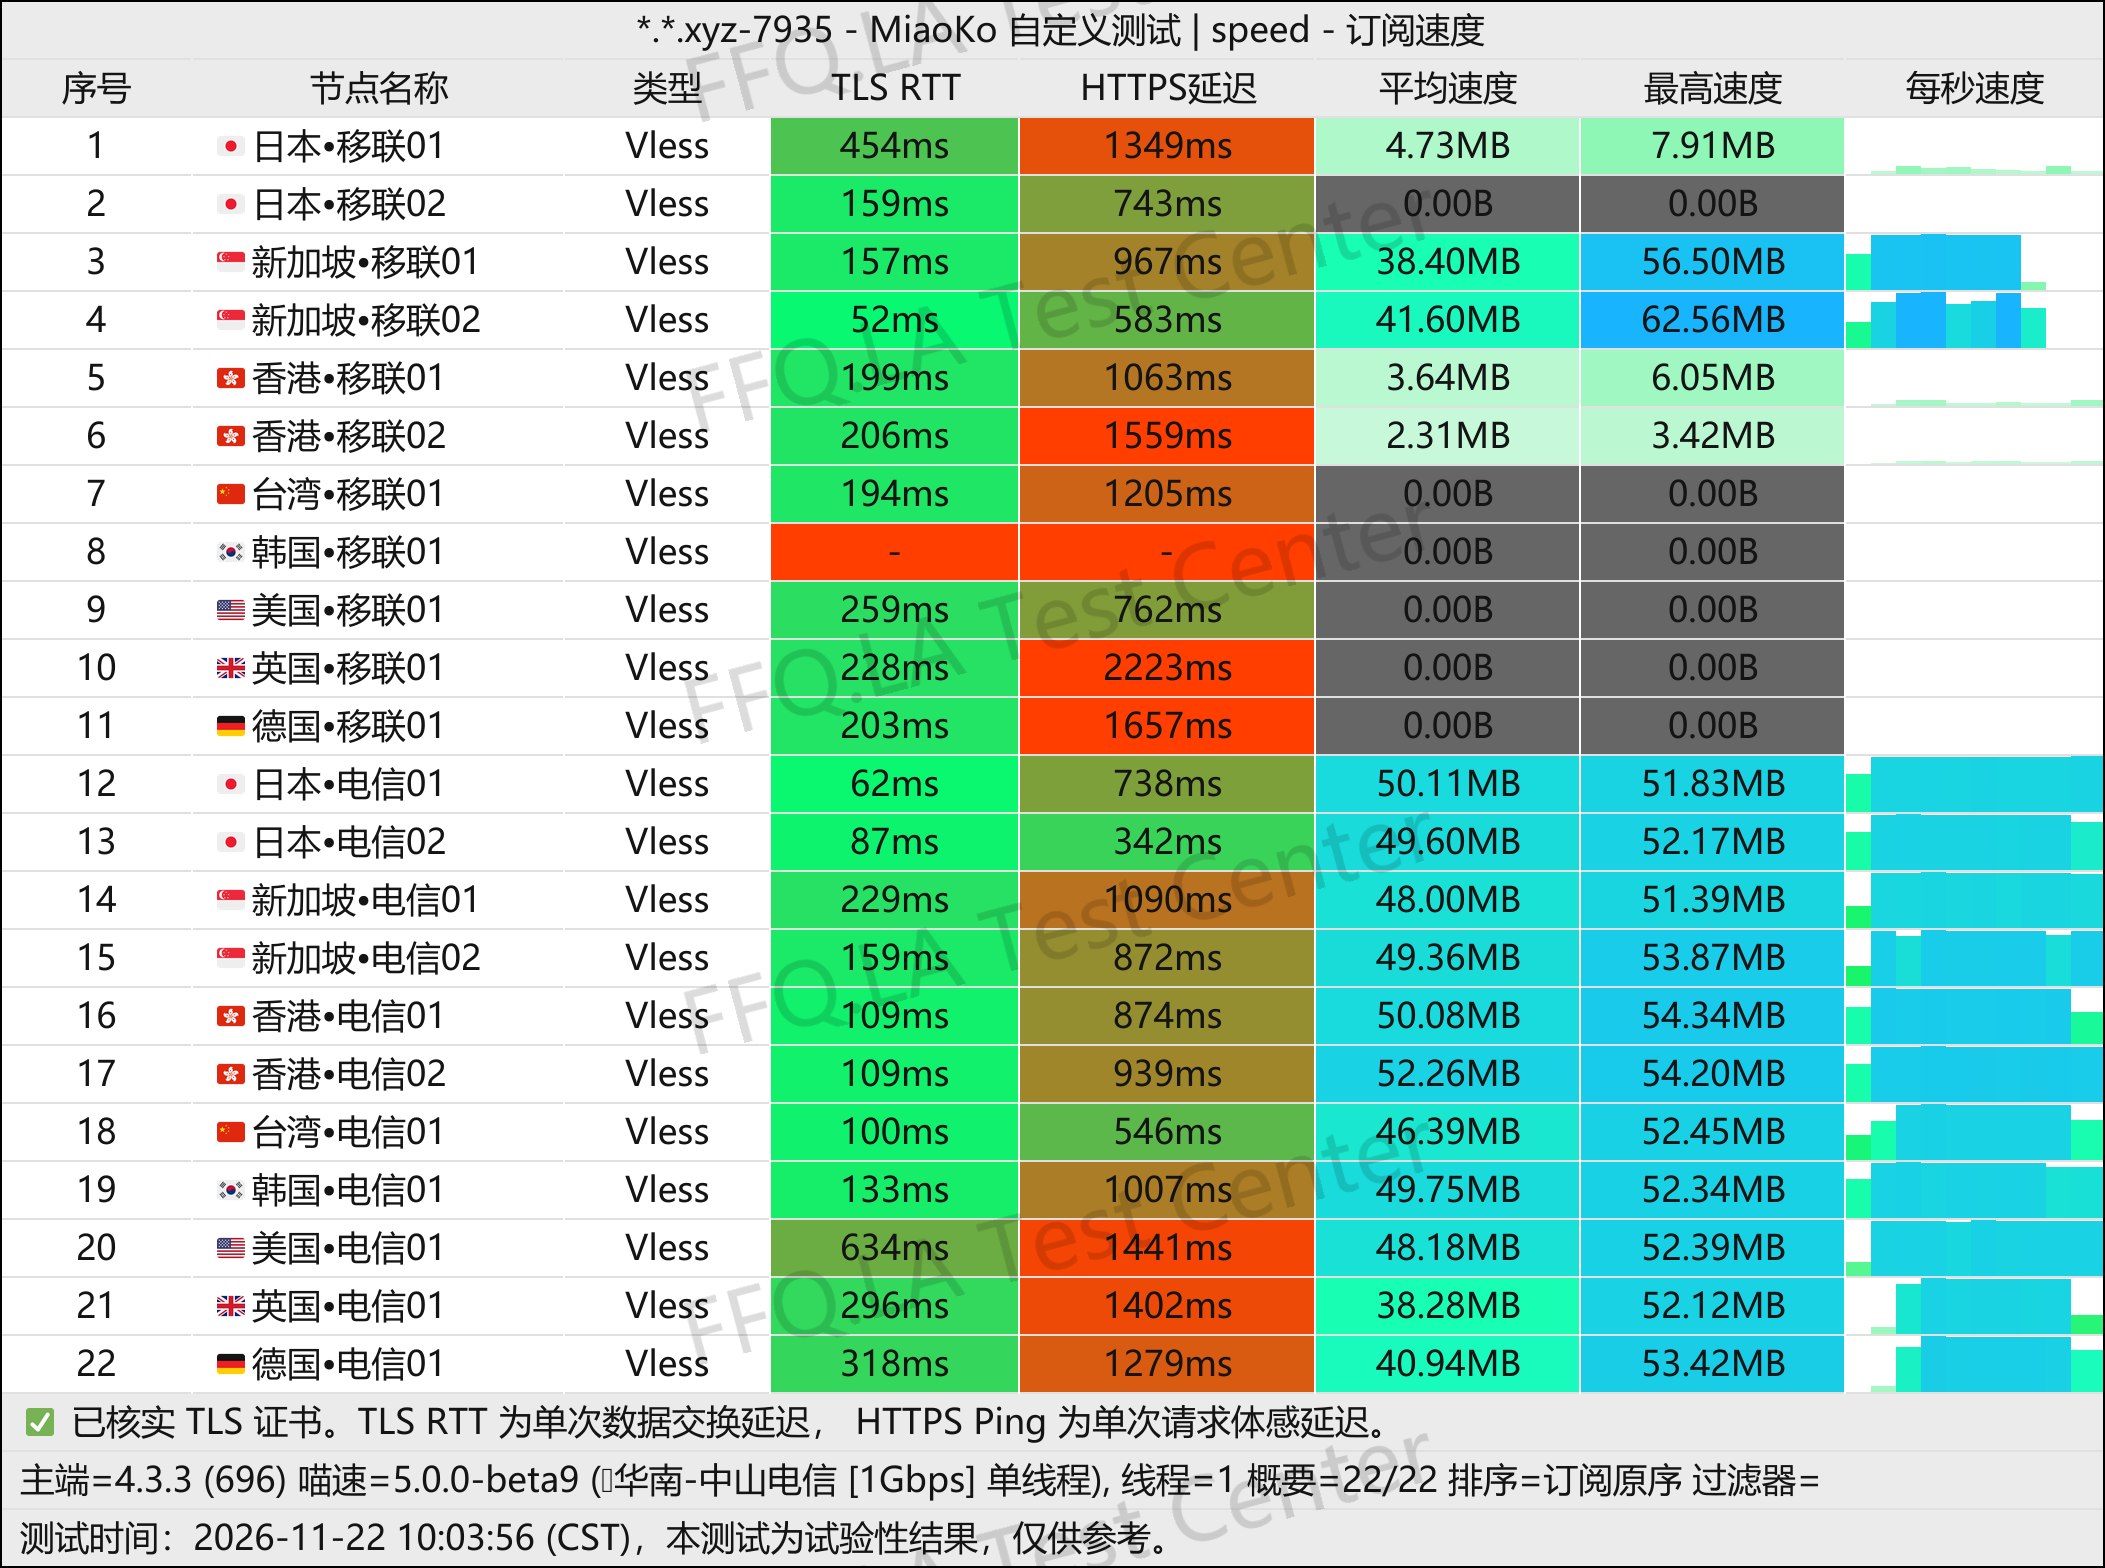 *.*.xyz-7935 - MiaoKo 自定义测试 | speed - 订阅速度
序号 节点名称 类型 TLS RTT HTTPS延迟 平均速度 最高速度 每秒速度
1 日本•移联01 Vless 454ms 1349ms 4.73MB 7.91MB
2 日本•移联02 Vless 159ms 743ms 0.00B 0.00B
3 新加坡•移联01 Vless 157ms 967ms 38.40MB 56.50MB
4 新加坡•移联02 Vless 52ms 583ms 41.60MB 62.56MB
5 香港•移联01 Vless 199ms 1063ms 3.64MB 6.05MB
6 香港•移联02 Vless 206ms 1559ms 2.31MB 3.42MB
7 台湾•移联01 Vless 194ms 1205ms 0.00B 0.00B
8 韩国•移联01 Vless - - 0.00B 0.00B
9 美国•移联01 Vless 259ms 762ms 0.00B 0.00B
10 英国•移联01 Vless 228ms 2223ms 0.00B 0.00B
11 德国•移联01 Vless 203ms 1657ms 0.00B 0.00B
12 日本•电信01 Vless 62ms 738ms 50.11MB 51.83MB
13 日本•电信02 Vless 87ms 342ms 49.60MB 52.17MB
14 新加坡•电信01 Vless 229ms 1090ms 48.00MB 51.39MB
15 新加坡•电信02 Vless 159ms 872ms 49.36MB 53.87MB
16 香港•电信01 Vless 109ms 874ms 50.08MB 54.34MB
17 香港•电信02 Vless 109ms 939ms 52.26MB 54.20MB
18 台湾•电信01 Vless 100ms 546ms 46.39MB 52.45MB
19 韩国•电信01 Vless 133ms 1007ms 49.75MB 52.34MB
20 美国•电信01 Vless 634ms 1441ms 48.18MB 52.39MB
21 英国•电信01 Vless 296ms 1402ms 38.28MB 52.12MB
22 德国•电信01 Vless 318ms 1279ms 40.94MB 53.42MB
✅ 已核实 TLS 证书。TLS RTT 为单次数据交换延迟， HTTPS Ping 为单次请求体感延迟。
主端=4.3.3 (696) 喵速=5.0.0-beta9 (华南-中山电信 [1Gbps] 单线程), 线程=1 概要=22/22 排序=订阅原序 过滤器=
测试时间：2026-11-22 10:03:56 (CST)，本测试为试验性结果，仅供参考。
FFQ.LA Test Center
FFQ.LA Test Center
FFQ.LA Test Center
FFQ.LA Test Center
FFQ.LA Test Center